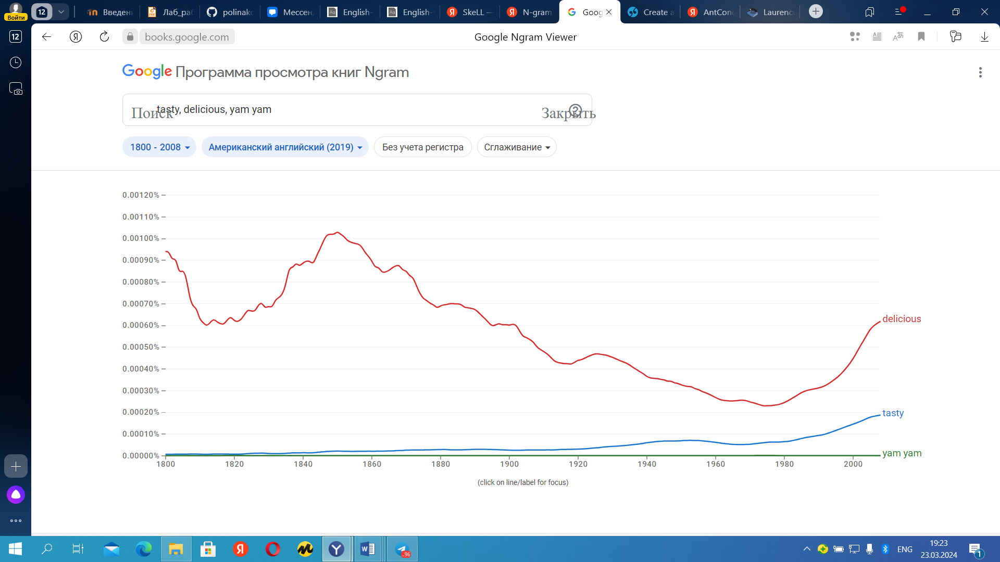 12
Введени
Лаб_раб
polinako
Мессенд
English-
English-
SkeLL —
N-gram
Goog
Create a
AntConc
Laurence
Войти
12
books.google.com
Google Ngram Viewer
Google Программа просмотра книг Ngram
Поиск
tasty, delicious, yam yam
Закрыть
1800 - 2008
Американский английский (2019)
Без учета регистра
Сглаживание
0.00120%
0.00110%
0.00100%
0.00090%
0.00080%
0.00070%
0.00060%
0.00050%
0.00040%
0.00030%
0.00020%
0.00010%
0.00000%
delicious
tasty
yam yam
1800 1820 1840 1860 1880 1900 1920 1940 1960 1980 2000
(click on line/label for focus)
..96
ENG
19:23
23.03.2024
1